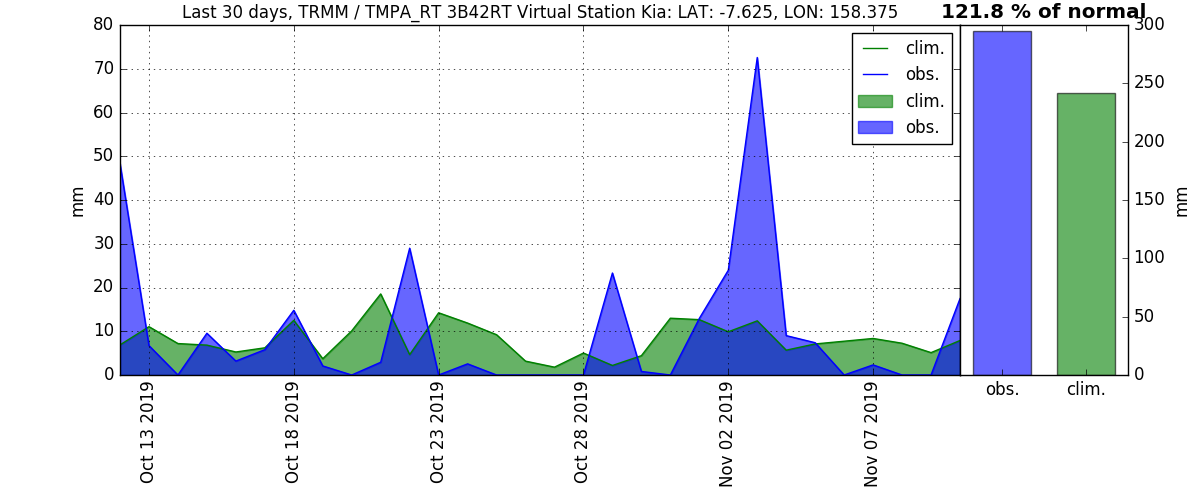 Last 30 days, TRMM / TMPA_RT 3B42RT Virtual Station Kia: LAT: -7.625, LON: 158.375
121.8 % of normal
80
70
60
50
40
30
20
10
0
mm
clim.
obs.
clim.
obs.
Oct 13 2019
Oct 18 2019
Oct 23 2019
Oct 28 2019
Nov 02 2019
Nov 07 2019
300
250
200
150
100
50
0
mm
obs.
clim.